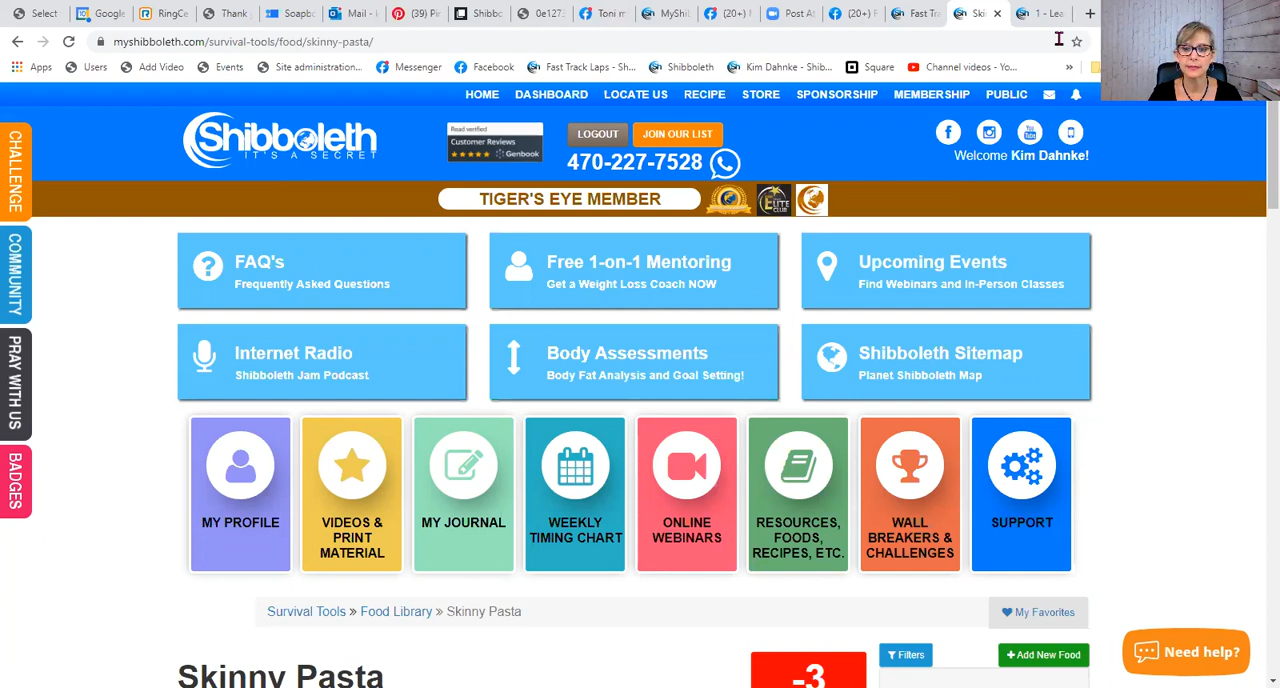 Select
Google
RingCe
Thank
Soapbo
Mail -
(39) Pi
Shibbo
0e1273
Toni m
MyShi
(20+)
Post A
(20+) F
Fast Tra
Ski
1 - Lea
myshibboleth.com/survival-tools/food/skinny-pasta/
Apps
Users
Add Video
Events
Site administration...
Messenger
Fast Track Laps - Sh...
Shibboleth
Kim Dahnke - Shib...
Square
Channel videos - Yo...
»
HOME DASHBOARD LOCATE US RECIPE STORE SPONSORSHIP MEMBERSHIP PUBLIC
Shibboleth
IT'S A SECRET
Read verified
Customer Reviews
Genbook
LOGOUT
JOIN OUR LIST
470-227-7528
Welcome Kim Dahnke!
TIGER'S EYE MEMBER
ELITE
CLUB
CHALLENGE
COMMUNITY
PRAY WITH US
BADGES
FAQ's
Frequently Asked Questions
Free 1-on-1 Mentoring
Get a Weight Loss Coach NOW
Upcoming Events
Find Webinars and In-Person Classes
Internet Radio
Shibboleth Jam Podcast
Body Assessments
Body Fat Analysis and Goal Setting!
Shibboleth Sitemap
Planet Shibboleth Map
MY PROFILE
VIDEOS &
PRINT
MATERIAL
MY JOURNAL
WEEKLY
TIMING CHART
ONLINE
WEBINARS
RESOURCES,
FOODS,
RECIPES, ETC.
WALL
BREAKERS &
CHALLENGES
SUPPORT
Survival Tools » Food Library » Skinny Pasta
My Favorites
Skinny Pasta
-3
Filters
+ Add New Food
Need help?